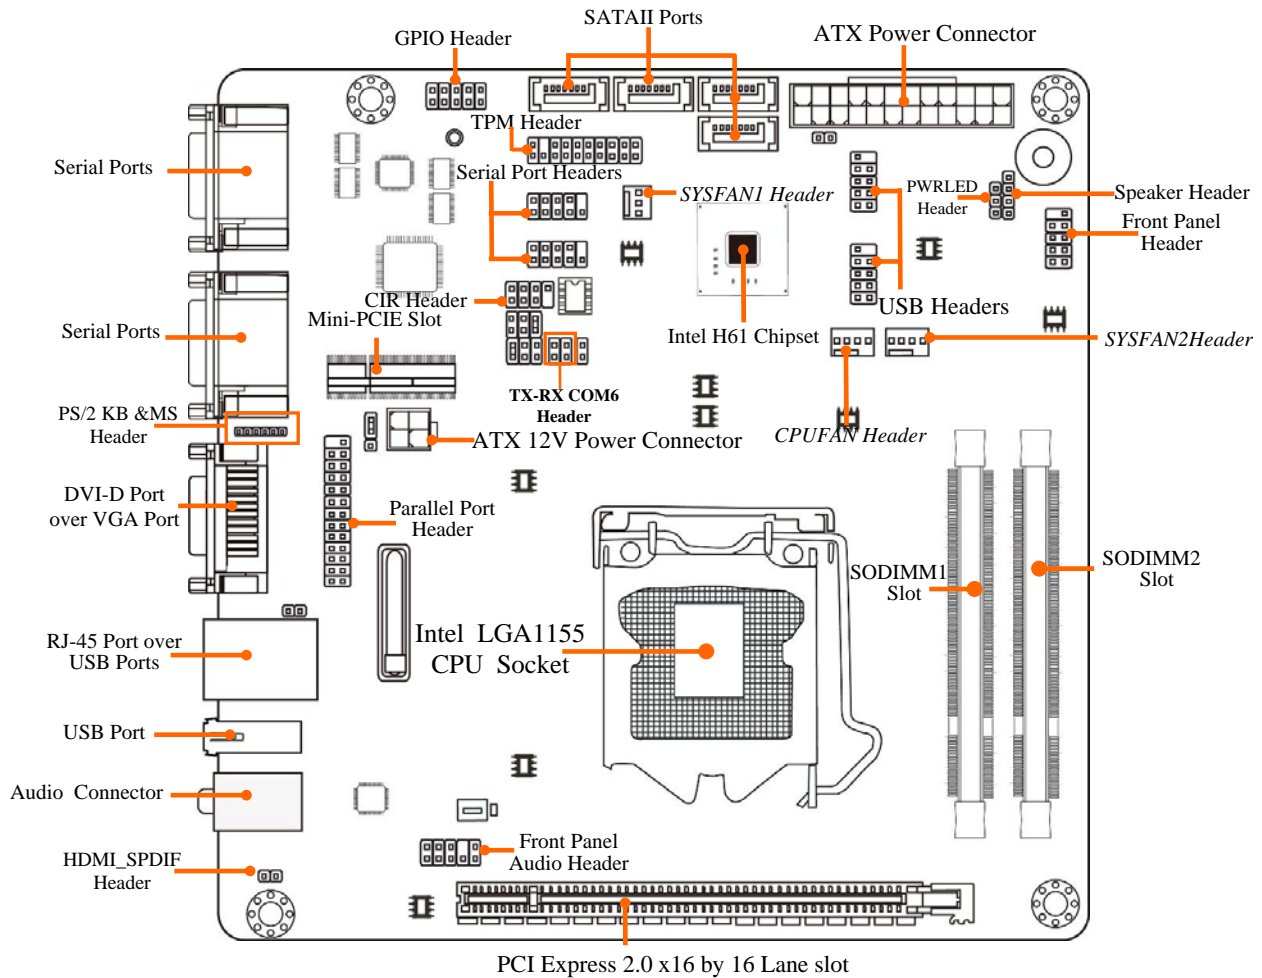 SATAII Ports
GPIO Header
ATX Power Connector
TPM Header
Serial Ports
Serial Port Headers
SYSFAN1 Header
PWRLED
Header
Speaker Header
Front Panel
Header
CIR Header
Mini-PCIE Slot
USB Headers
Serial Ports
Intel H61 Chipset
SYSFAN2Header
TX-RX COM6
Header
PS/2 KB &MS
Header
ATX 12V Power Connector
CPUFAN Header
DVI-D Port
over VGA Port
Parallel Port
Header
SODIMM1
Slot
SODIMM2
Slot
RJ-45 Port over
USB Ports
Intel LGA1155
CPU Socket
USB Port
Audio Connector
Front Panel
Audio Header
HDMI_SPDIF
Header
PCI Express 2.0 x16 by 16 Lane slot